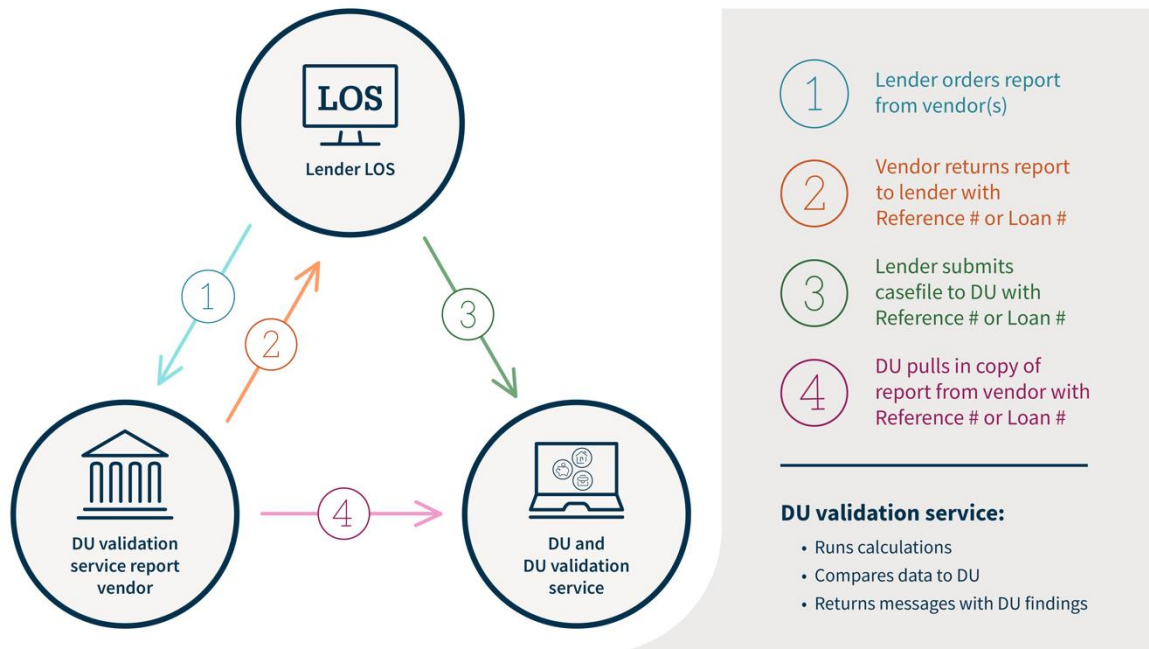 LOS
Lender LOS
1
2
3
4
DU validation
service report
vendor
DU and
DU validation
service
1
Lender orders report
from vendor(s)
2
Vendor returns report
to lender with
Reference # or Loan #
3
Lender submits
casefile to DU with
Reference # or Loan #
4
DU pulls in copy of
report from vendor with
Reference # or Loan #
DU validation service:
• Runs calculations
• Compares data to DU
• Returns messages with DU findings